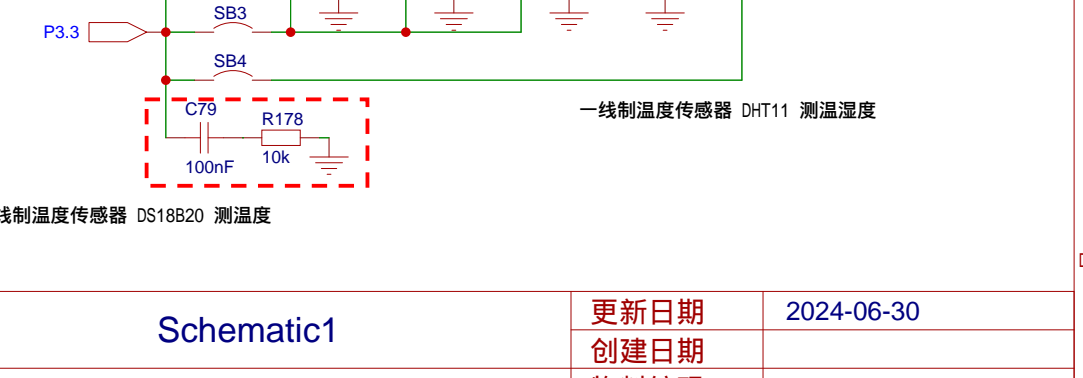 SB3
P3.3
SB4
C79
一线制温度传感器 DHT11 测温湿度
R178
10k
100nF
线制温度传感器 DS18B20 测温度
更新日期 2024-06-30
Schematic1
创建日期